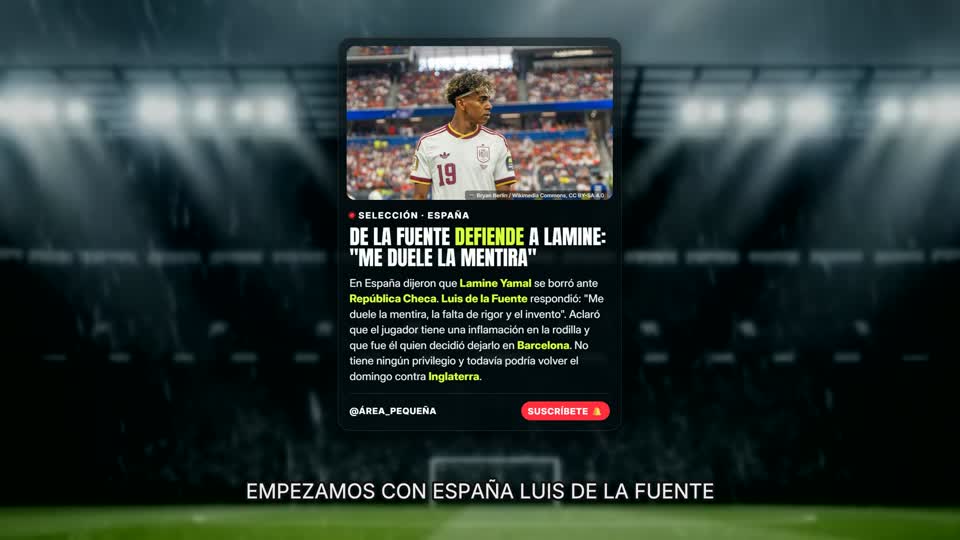 19
Bryan Berlin / Wikimedia Commons, CC BY-SA 4.0
SELECCIÓN · ESPAÑA
DE LA FUENTE DEFIENDE A LAMINE:
"ME DUELE LA MENTIRA"
En España dijeron que Lamine Yamal se borró ante
República Checa. Luis de la Fuente respondió: "Me
duele la mentira, la falta de rigor y el invento". Aclaró
que el jugador tiene una inflamación en la rodilla y
que fue él quien decidió dejarlo en Barcelona. No
tiene ningún privilegio y todavía podría volver el
domingo contra Inglaterra.
@ÁREA_PEQUEÑA
SUSCRÍBETE
EMPEZAMOS CON ESPAÑA LUIS DE LA FUENTE